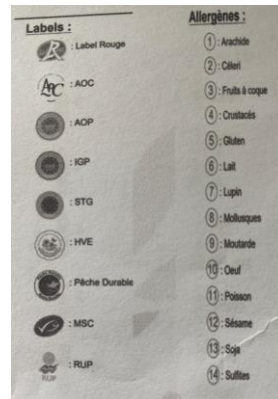 Labels :
: Label Rouge
AOC
: AOC
: AOP
: IGP
: STG
: HVE
: Pêche Durable
: MSC
RUP
: RUP
Allergènes :
1 : Arachide
2 : Céleri
3 : Fruits à coque
4 : Crustacés
5 : Gluten
6 : Lait
7 : Lupin
8 : Mollusques
9 : Moutarde
10 : Oeuf
11 : Poisson
12 : Sésame
13 : Soja
14 : Sulfites